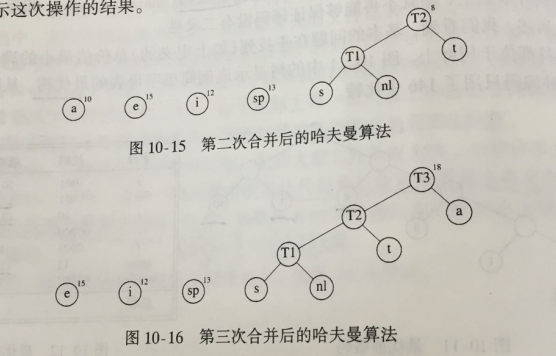 示这次操作的结果。
T2 8
T1 t
a 10 e 15 i 12 sp 13 s nl
图 10-15 第二次合并后的哈夫曼算法
T3 18
T2 a
T1 t
e 15 i 12 sp 13 s nl
图 10-16 第三次合并后的哈夫曼算法